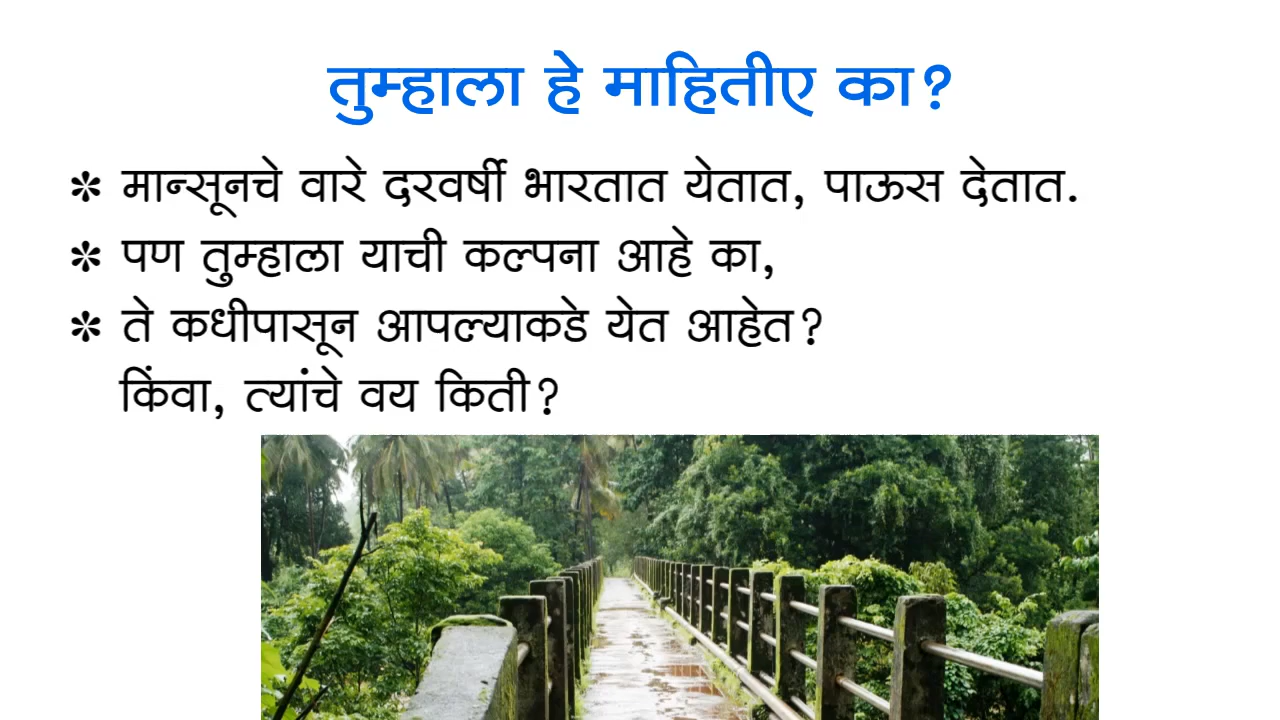 तुम्हाला हे माहितीए का?
✽ मान्सूनचे वारे दरवर्षी भारतात येतात, पाऊस देतात.
✽ पण तुम्हाला याची कल्पना आहे का,
✽ ते कधीपासून आपल्याकडे येत आहेत?
किंवा, त्यांचे वय किती?